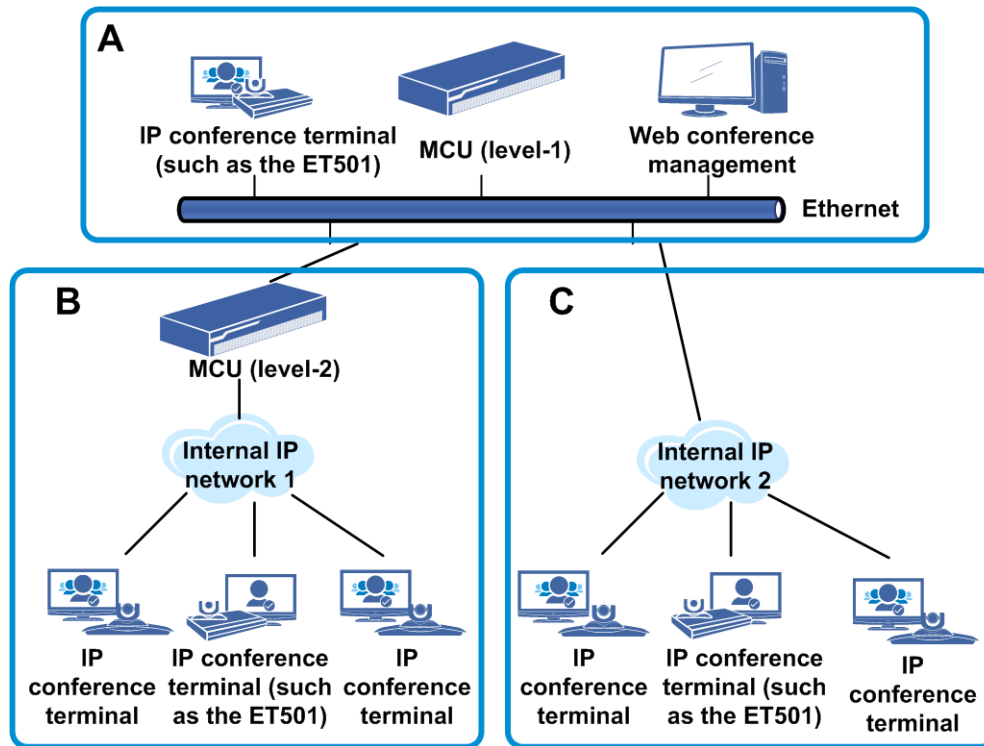 A
IP conference terminal
(such as the ET501)
MCU (level-1)
Web conference
management
Ethernet
B
MCU (level-2)
Internal IP
network 1
IP
conference
terminal
IP conference
terminal (such
as the ET501)
IP
conference
terminal
C
Internal IP
network 2
IP
conference
terminal
IP conference
terminal (such
as the ET501)
IP
conference
terminal